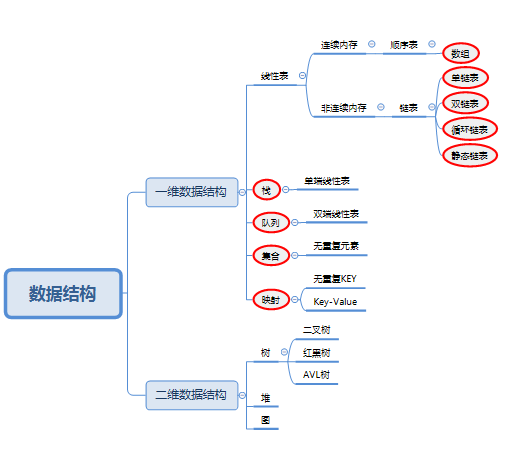 数据结构
一维数据结构
线性表
连续内存
顺序表
数组
非连续内存
链表
单链表
双链表
循环链表
静态链表
栈
单端线性表
队列
双端线性表
集合
无重复元素
映射
无重复KEY
Key-Value
二维数据结构
树
二叉树
红黑树
AVL树
堆
图